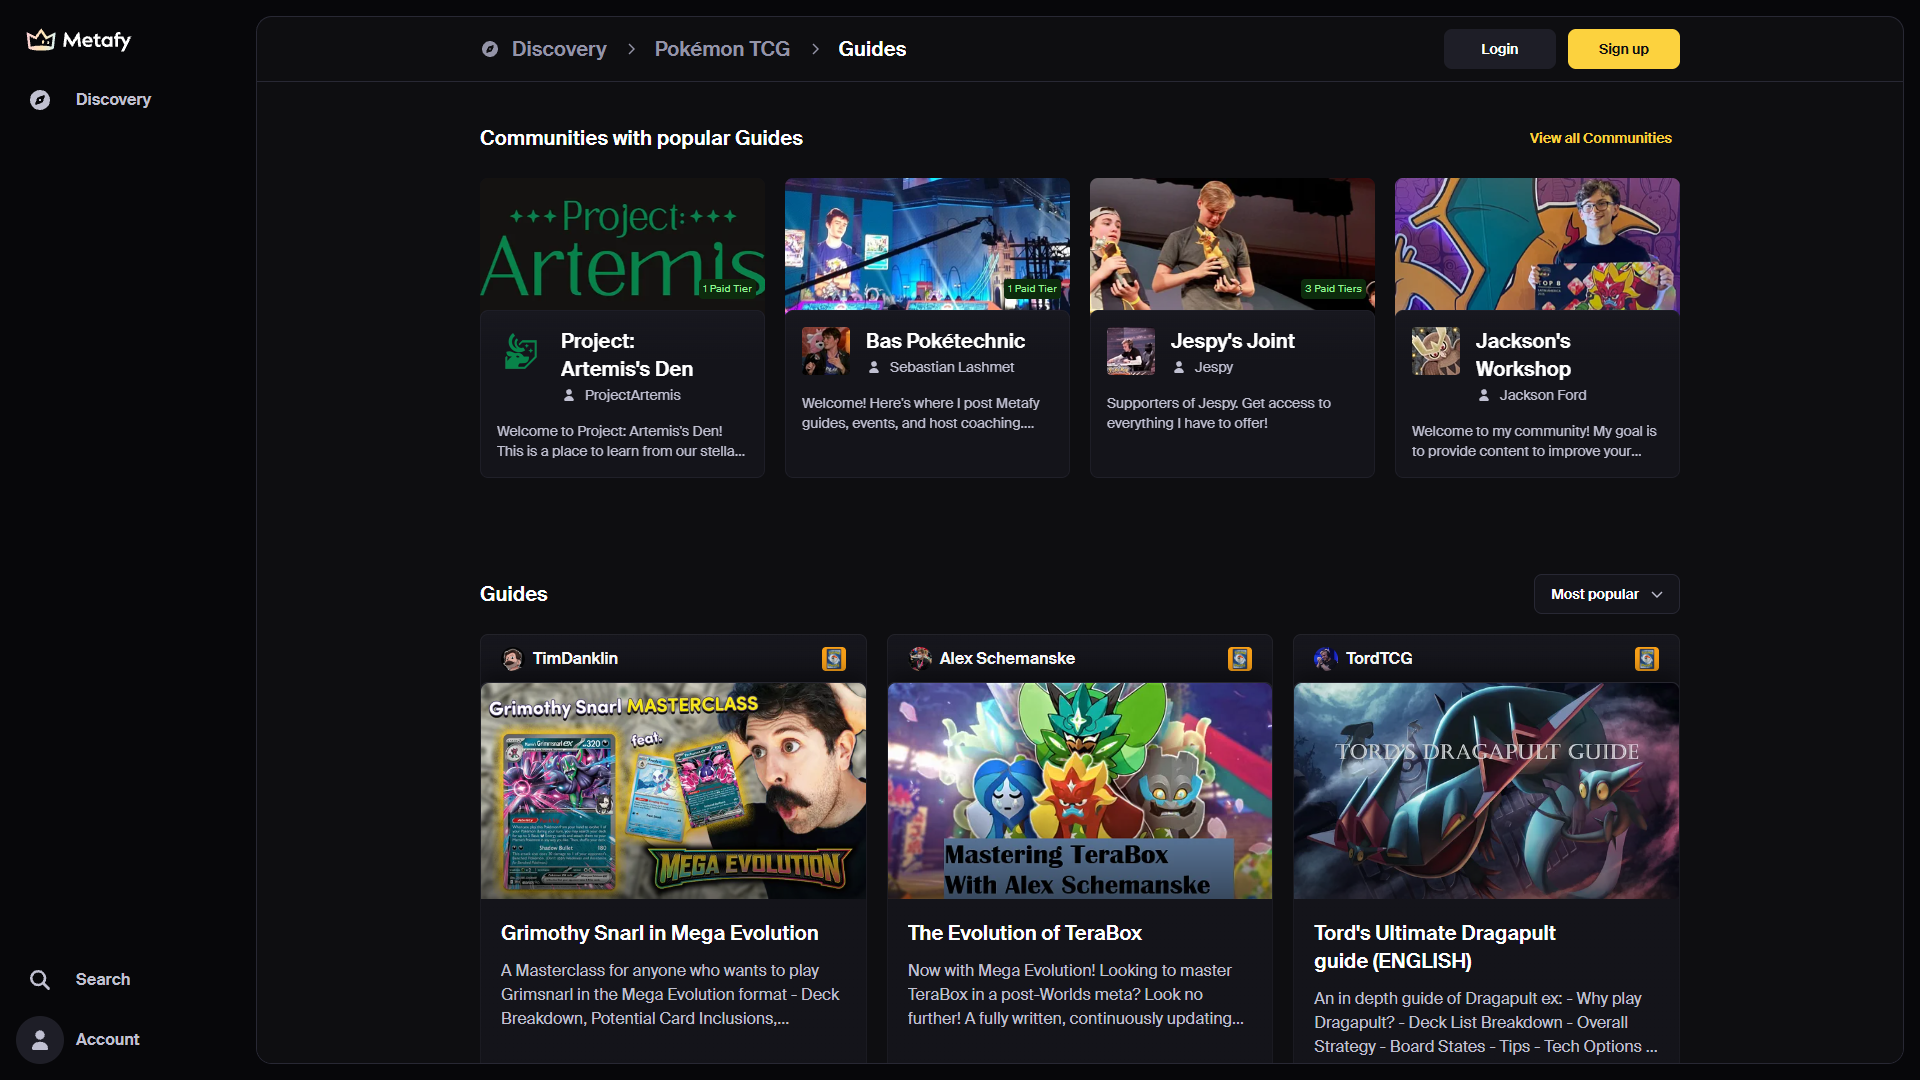 Metafy
Discovery
Discovery
Pokémon TCG
Guides
Login
Sign up
Communities with popular Guides
View all Communities
Project:
Artemis
1 Paid Tier
Project:
Artemis's Den
ProjectArtemis
Welcome to Project: Artemis's Den!
This is a place to learn from our stella...
1 Paid Tier
Bas Pokétechnic
Sebastian Lashmet
Welcome! Here's where I post Metafy
guides, events, and host coaching....
3 Paid Tiers
Jespy's Joint
Jespy
Supporters of Jespy. Get access to
everything I have to offer!
TOP 8
Jackson's
Workshop
Jackson Ford
Welcome to my community! My goal is
to provide content to improve your...
Guides
Most popular
TimDanklin
Grimothy Snarl MASTERCLASS
feat.
Grimmsnarl ex 320
Shadow Bullet 180
MEGA EVOLUTION
Grimothy Snarl in Mega Evolution
A Masterclass for anyone who wants to play
Grimsnarl in the Mega Evolution format - Deck
Breakdown, Potential Card Inclusions,...
Alex Schemanske
Mastering TeraBox
With Alex Schemanske
The Evolution of TeraBox
Now with Mega Evolution! Looking to master
TeraBox in a post-Worlds meta? Look no
further! A fully written, continuously updating...
TordTCG
TORD'S DRAGAPULT GUIDE
Tord's Ultimate Dragapult
guide (ENGLISH)
An in depth guide of Dragapult ex: - Why play
Dragapult? - Deck List Breakdown - Overall
Strategy - Board States - Tips - Tech Options ...
Search
Account